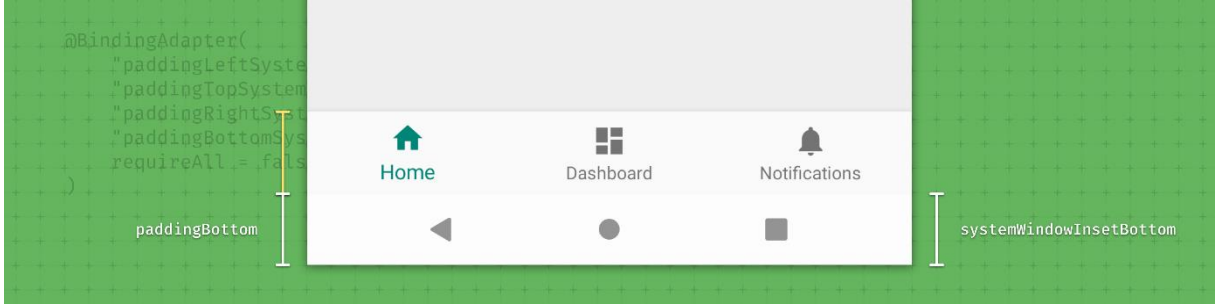 @BindingAdapter(
"paddingLeftSyste
"paddingTopSystem
"paddingRightSyst
"paddingBottomSys
requireAll = fals
)
Home
Dashboard
Notifications
paddingBottom
systemWindowInsetBottom